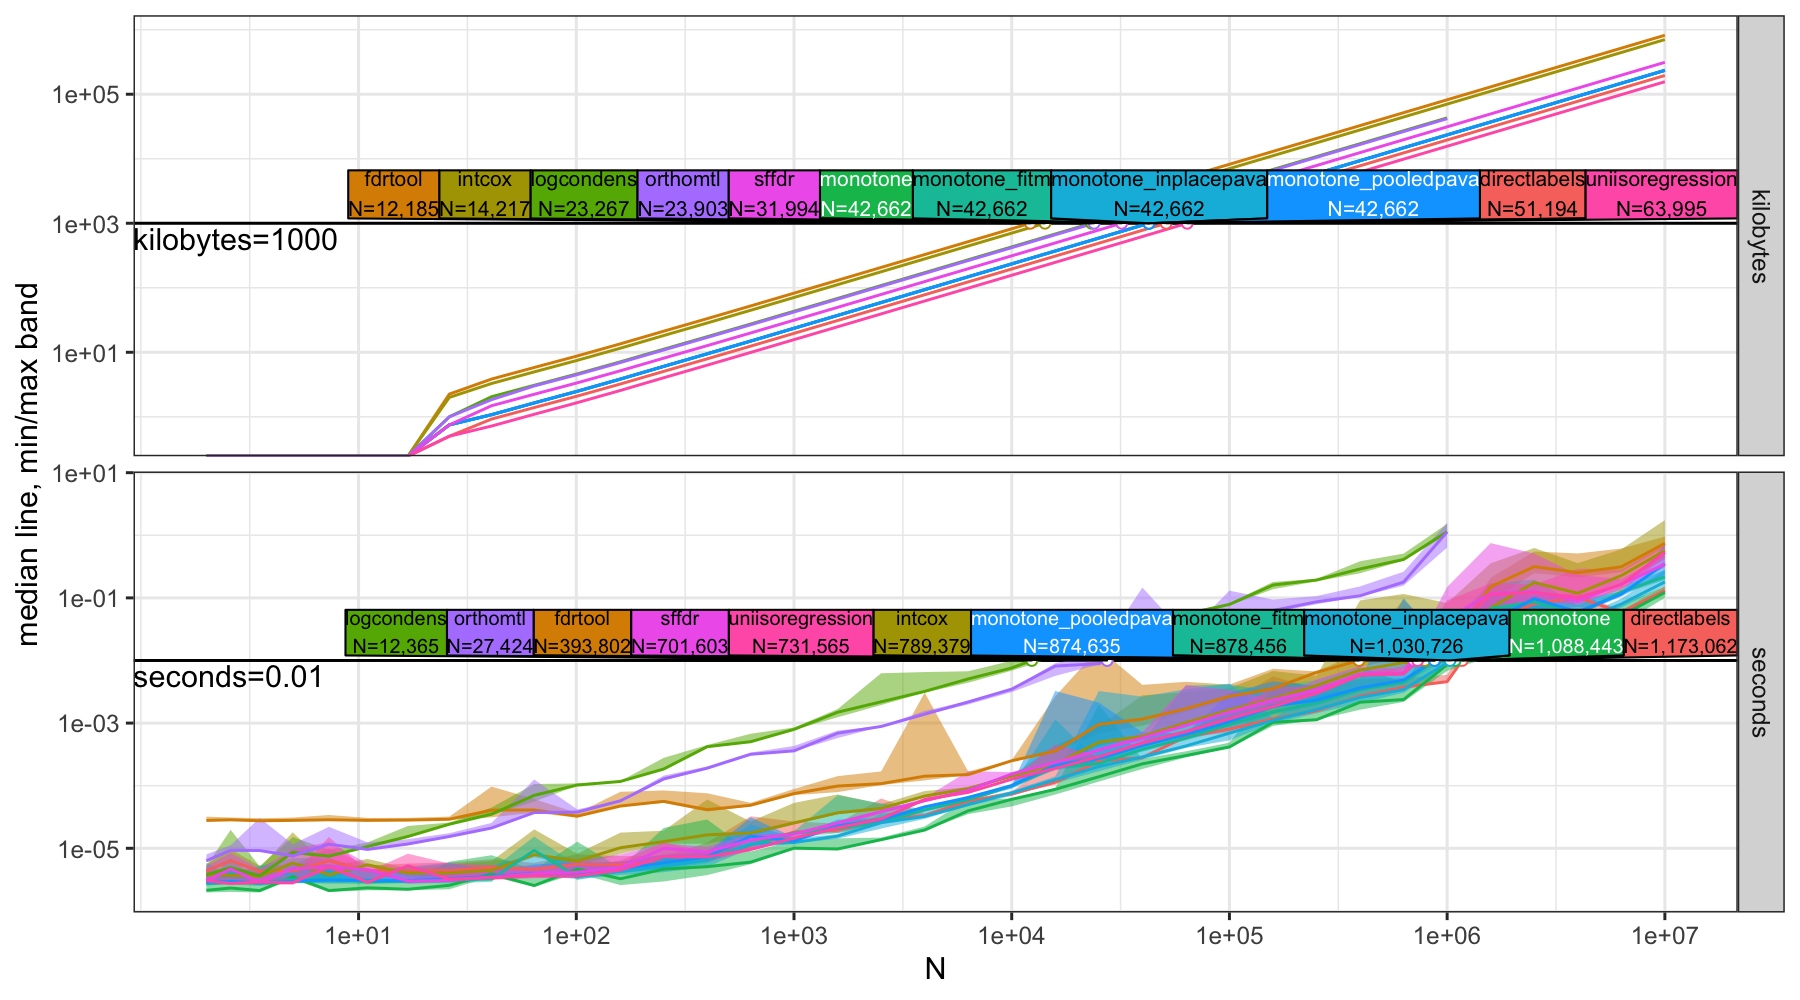 1e+05
1e+03
1e+01
fdrtool intcox logcondens orthomtl sffdr monotone monotone_fitm monotone_inplacepava monotone_pooledpava directlabels uniisoregression
N=12,185 N=14,217 N=23,267 N=23,903 N=31,994 N=42,662 N=42,662 N=42,662 N=42,662 N=51,194 N=63,995
kilobytes=1000
kilobytes
median line, min/max band
1e+01
1e-01
1e-03
1e-05
logcondens orthomtl fdrtool sffdr uniisoregression intcox monotone_pooledpava monotone_fitm monotone_inplacepava monotone directlabels
N=12,365 N=27,424 N=393,802 N=701,603 N=731,565 N=789,379 N=874,635 N=878,456 N=1,030,726 N=1,088,443 N=1,173,062
seconds=0.01
seconds
1e+01 1e+02 1e+03 1e+04 1e+05 1e+06 1e+07
N